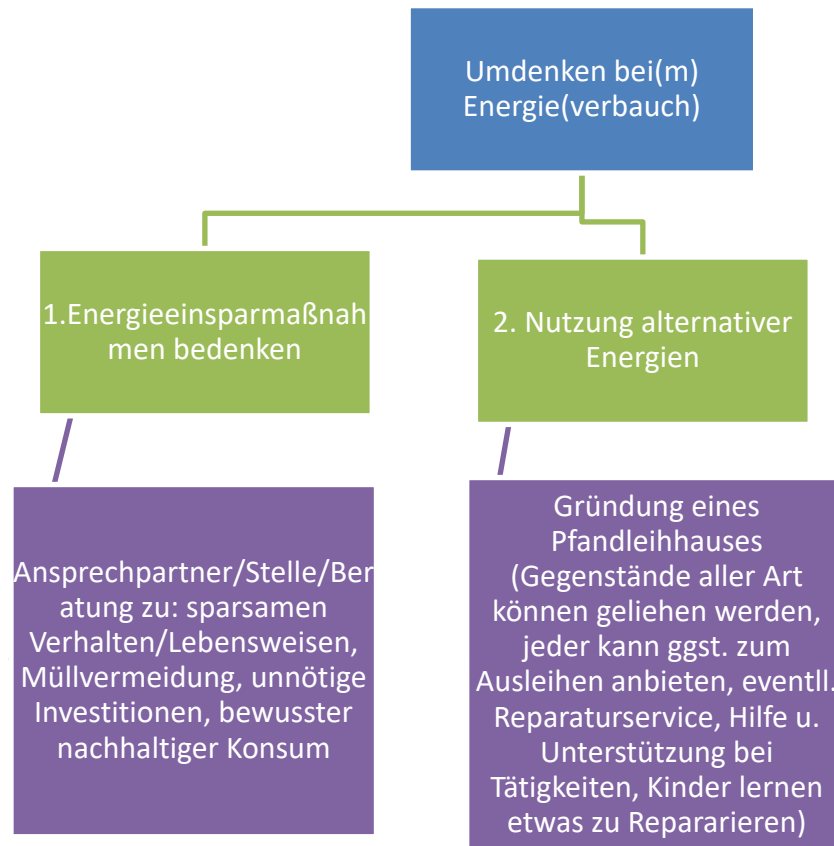 Umdenken bei(m)
Energie(verbauch)
1.Energieeinsparmaßnah
men bedenken
2. Nutzung alternativer
Energien
Ansprechpartner/Stelle/Ber
atung zu: sparsamen
Verhalten/Lebensweisen,
Müllvermeidung, unnötige
Investitionen, bewusster
nachhaltiger Konsum
Gründung eines
Pfandleihhauses
(Gegenstände aller Art
können geliehen werden,
jeder kann ggst. zum
Ausleihen anbieten, eventll.
Reparaturservice, Hilfe u.
Unterstützung bei
Tätigkeiten, Kinder lernen
etwas zu Repararieren)